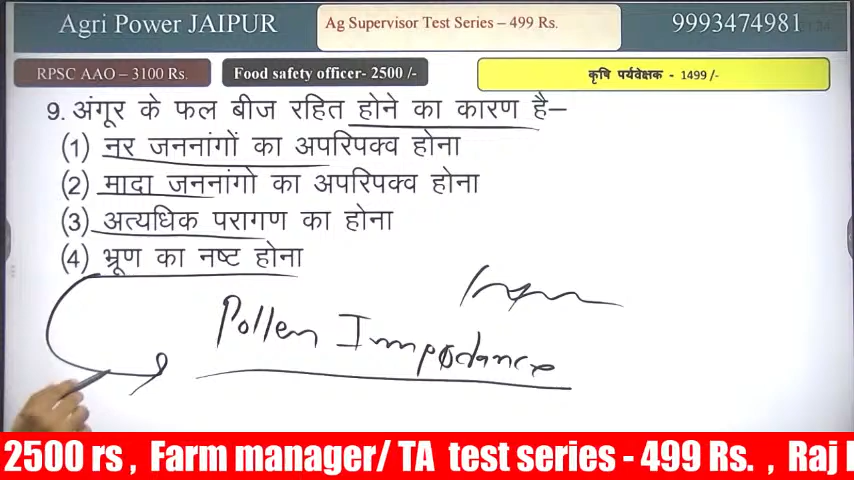 Agri Power JAIPUR
Ag Supervisor Test Series – 499 Rs.
9993474981
RPSC AAO – 3100 Rs.
Food safety officer- 2500 /-
कृषि पर्यवेक्षक - 1499 /-
9. अंगूर के फल बीज रहित होने का कारण है–
(1) नर जननांगों का अपरिपक्व होना
(2) मादा जननांगो का अपरिपक्व होना
(3) अत्यधिक परागण का होना
(4) भ्रूण का नष्ट होना
Pollen
2500 rs , Farm manager/ TA test series - 499 Rs. , Raj